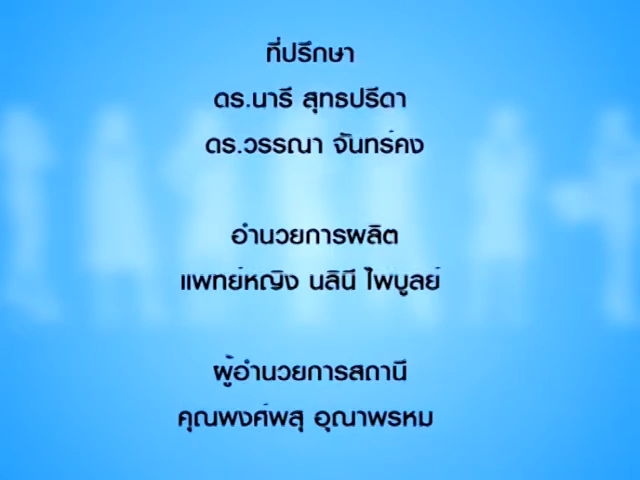 ที่ปรึกษา
ดร.นารี สุทธปรีดา
ดร.วรรณา จันทร์คง
อำนวยการผลิต
แพทย์หญิง นลินี ไพบูลย์
ผู้อำนวยการสถานี
คุณพงศ์พสุ อุณาพรหม